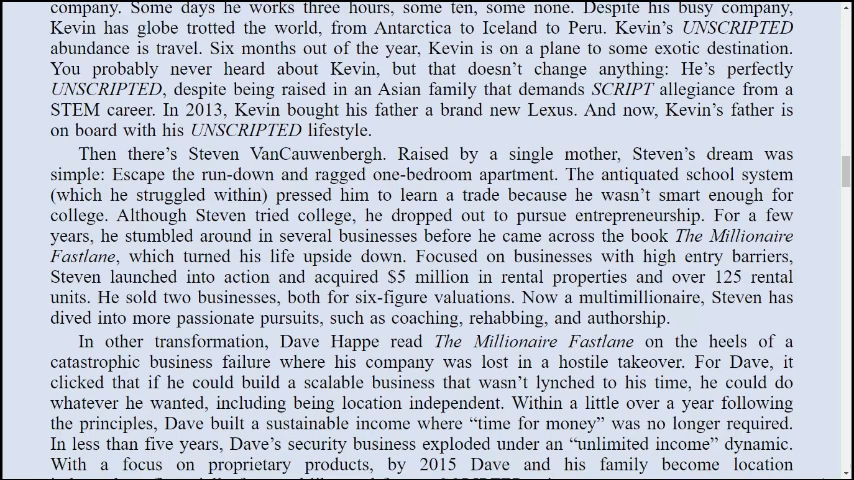 company. Some days he works three hours, some ten, some none. Despite his busy company,
Kevin has globe trotted the world, from Antarctica to Iceland to Peru. Kevin’s UNSCRIPTED
abundance is travel. Six months out of the year, Kevin is on a plane to some exotic destination.
You probably never heard about Kevin, but that doesn’t change anything: He’s perfectly
UNSCRIPTED, despite being raised in an Asian family that demands SCRIPT allegiance from a
STEM career. In 2013, Kevin bought his father a brand new Lexus. And now, Kevin’s father is
on board with his UNSCRIPTED lifestyle.
Then there’s Steven VanCauwenbergh. Raised by a single mother, Steven’s dream was
simple: Escape the run-down and ragged one-bedroom apartment. The antiquated school system
(which he struggled within) pressed him to learn a trade because he wasn’t smart enough for
college. Although Steven tried college, he dropped out to pursue entrepreneurship. For a few
years, he stumbled around in several businesses before he came across the book The Millionaire
Fastlane, which turned his life upside down. Focused on businesses with high entry barriers,
Steven launched into action and acquired $5 million in rental properties and over 125 rental
units. He sold two businesses, both for six-figure valuations. Now a multimillionaire, Steven has
dived into more passionate pursuits, such as coaching, rehabbing, and authorship.
In other transformation, Dave Happe read The Millionaire Fastlane on the heels of a
catastrophic business failure where his company was lost in a hostile takeover. For Dave, it
clicked that if he could build a scalable business that wasn’t lynched to his time, he could do
whatever he wanted, including being location independent. Within a little over a year following
the principles, Dave built a sustainable income where “time for money” was no longer required.
In less than five years, Dave’s security business exploded under an “unlimited income” dynamic.
With a focus on proprietary products, by 2015 Dave and his family become location